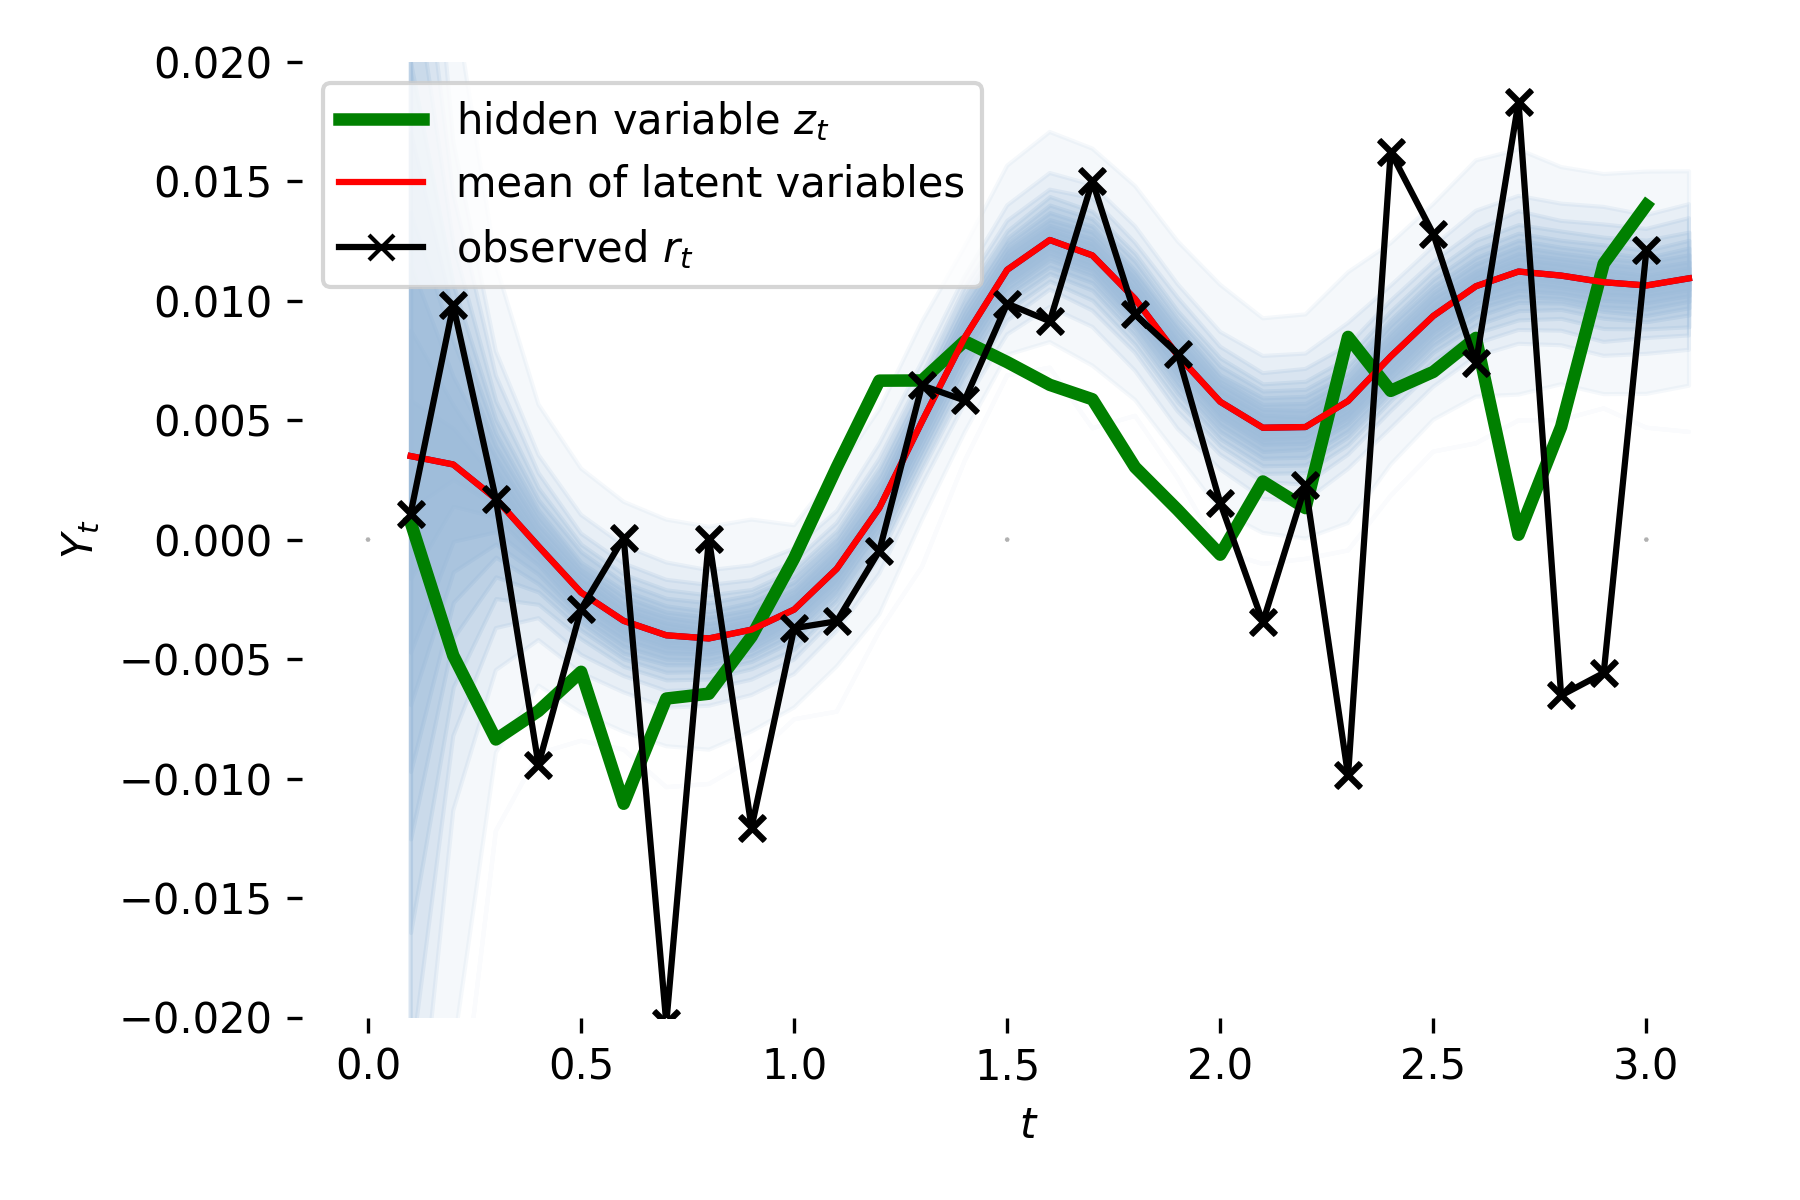 0.020
0.015
0.010
0.005
0.000
−0.005
−0.010
−0.015
−0.020
Y_t
hidden variable z_t
mean of latent variables
observed r_t
0.0 0.5 1.0 1.5 2.0 2.5 3.0
t